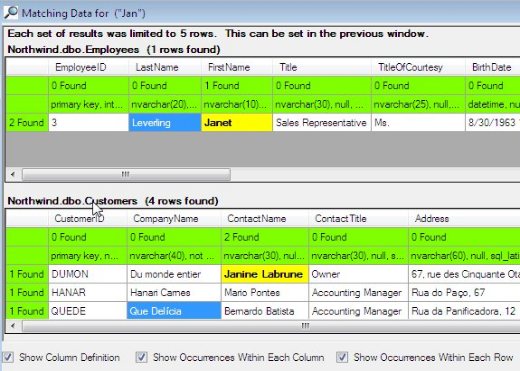 Matching Data for ("Jan")
Each set of results was limited to 5 rows. This can be set in the previous window.
Northwind.dbo.Employees (1 rows found)
EmployeeID LastName FirstName Title TitleOfCourtesy BirthDate
0 Found 0 Found 1 Found 0 Found 0 Found 0 Found
primary key, int... nvarchar(20),... nvarchar(10)... nvarchar(30), null, ... nvarchar(25), null,... datetime, nu
2 Found 3 Leverling Janet Sales Representative Ms. 8/30/1963 1
Northwind.dbo.Customers (4 rows found)
CustomerID CompanyName ContactName ContactTitle Address
0 Found 0 Found 2 Found 0 Found 0 Found
primary key, n... nvarchar(40), not ... nvarchar(30), nul... nvarchar(30), null, s... nvarchar(60), null, sql_lati
1 Found DUMON Du monde entier Janine Labrune Owner 67, rue des Cinquante Ota
1 Found HANAR Hanari Carnes Mario Pontes Accounting Manager Rua do Paço, 67
1 Found QUEDE Que Delícia Bernardo Batista Accounting Manager Rua da Panificadora, 12
Show Column Definition Show Occurrences Within Each Column Show Occurrences Within Each Row